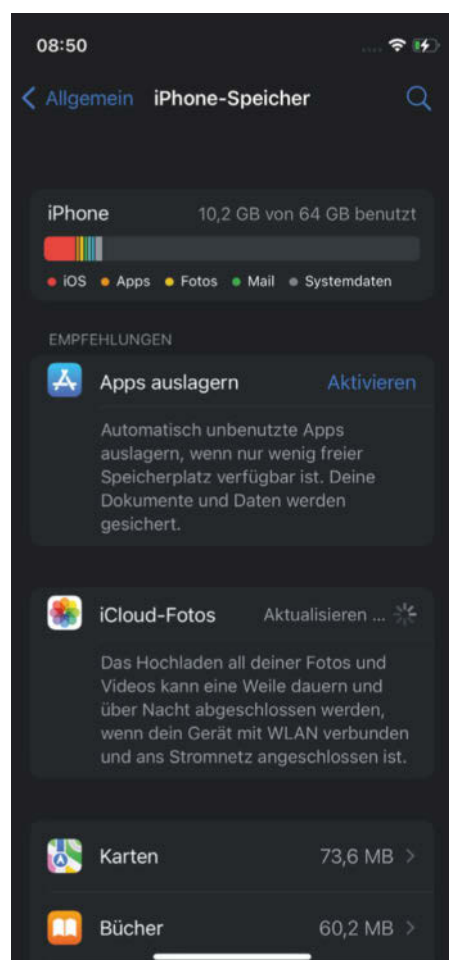 08:50
Allgemein iPhone-Speicher
iPhone 10,2 GB von 64 GB benutzt
iOS Apps Fotos Mail Systemdaten
EMPFEHLUNGEN
Apps auslagern Aktivieren
Automatisch unbenutzte Apps
auslagern, wenn nur wenig freier
Speicherplatz verfügbar ist. Deine
Dokumente und Daten werden
gesichert.
iCloud-Fotos Aktualisieren ...
Das Hochladen all deiner Fotos und
Videos kann eine Weile dauern und
über Nacht abgeschlossen werden,
wenn dein Gerät mit WLAN verbunden
und ans Stromnetz angeschlossen ist.
Karten 73,6 MB
Bücher 60,2 MB